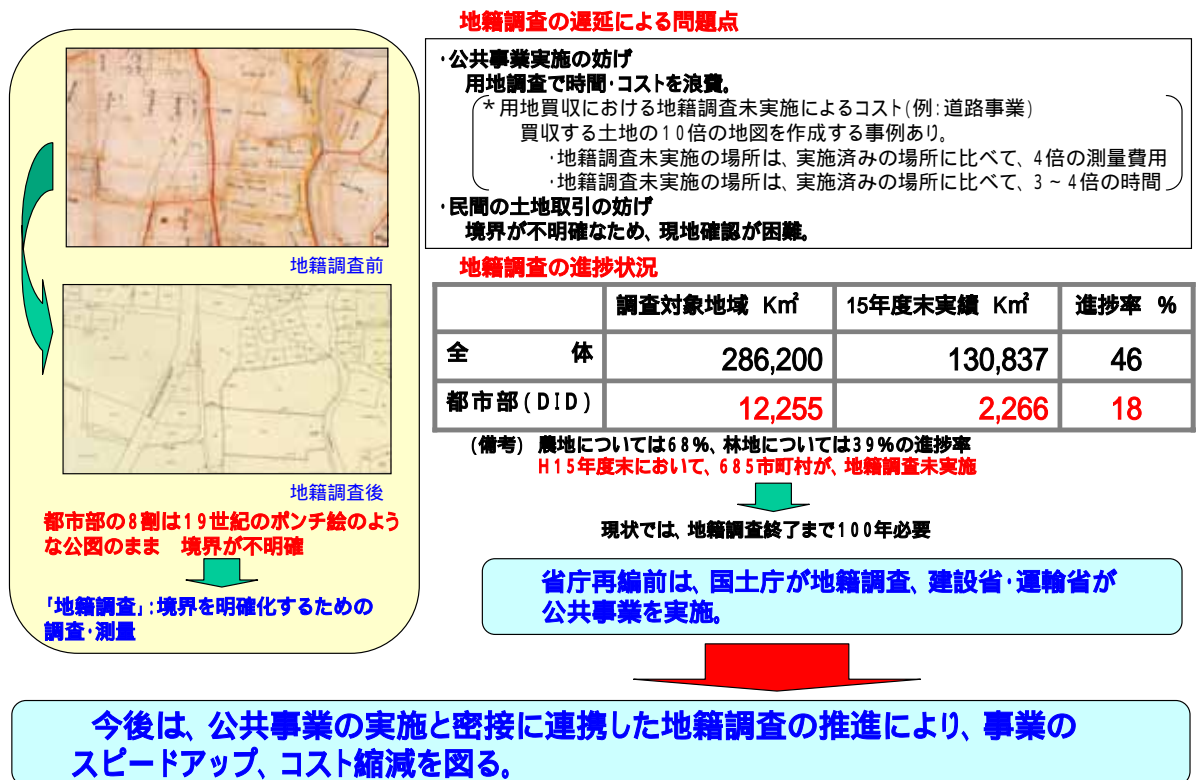 地籍調査前
地籍調査後
都市部の8割は19世紀のポンチ絵のよう
な公図のまま　境界が不明確
「地籍調査」:境界を明確化するための
調査・測量
地籍調査の遅延による問題点
・公共事業実施の妨げ
用地調査で時間・コストを浪費。
*用地買収における地籍調査未実施によるコスト(例:道路事業)
買収する土地の10倍の地図を作成する事例あり。
・地籍調査未実施の場所は、実施済みの場所に比べて、4倍の測量費用
・地籍調査未実施の場所は、実施済みの場所に比べて、3~4倍の時間
・民間の土地取引の妨げ
境界が不明確なため、現地確認が困難。
地籍調査の進捗状況
調査対象地域 Km² 15年度末実績 Km² 進捗率 %
全体 286,200 130,837 46
都市部(DID) 12,255 2,266 18
(備考) 農地については68%、林地については39%の進捗率
H15年度末において、685市町村が、地籍調査未実施
現状では、地籍調査終了まで100年必要
省庁再編前は、国土庁が地籍調査、建設省・運輸省が
公共事業を実施。
今後は、公共事業の実施と密接に連携した地籍調査の推進により、事業の
スピードアップ、コスト縮減を図る。